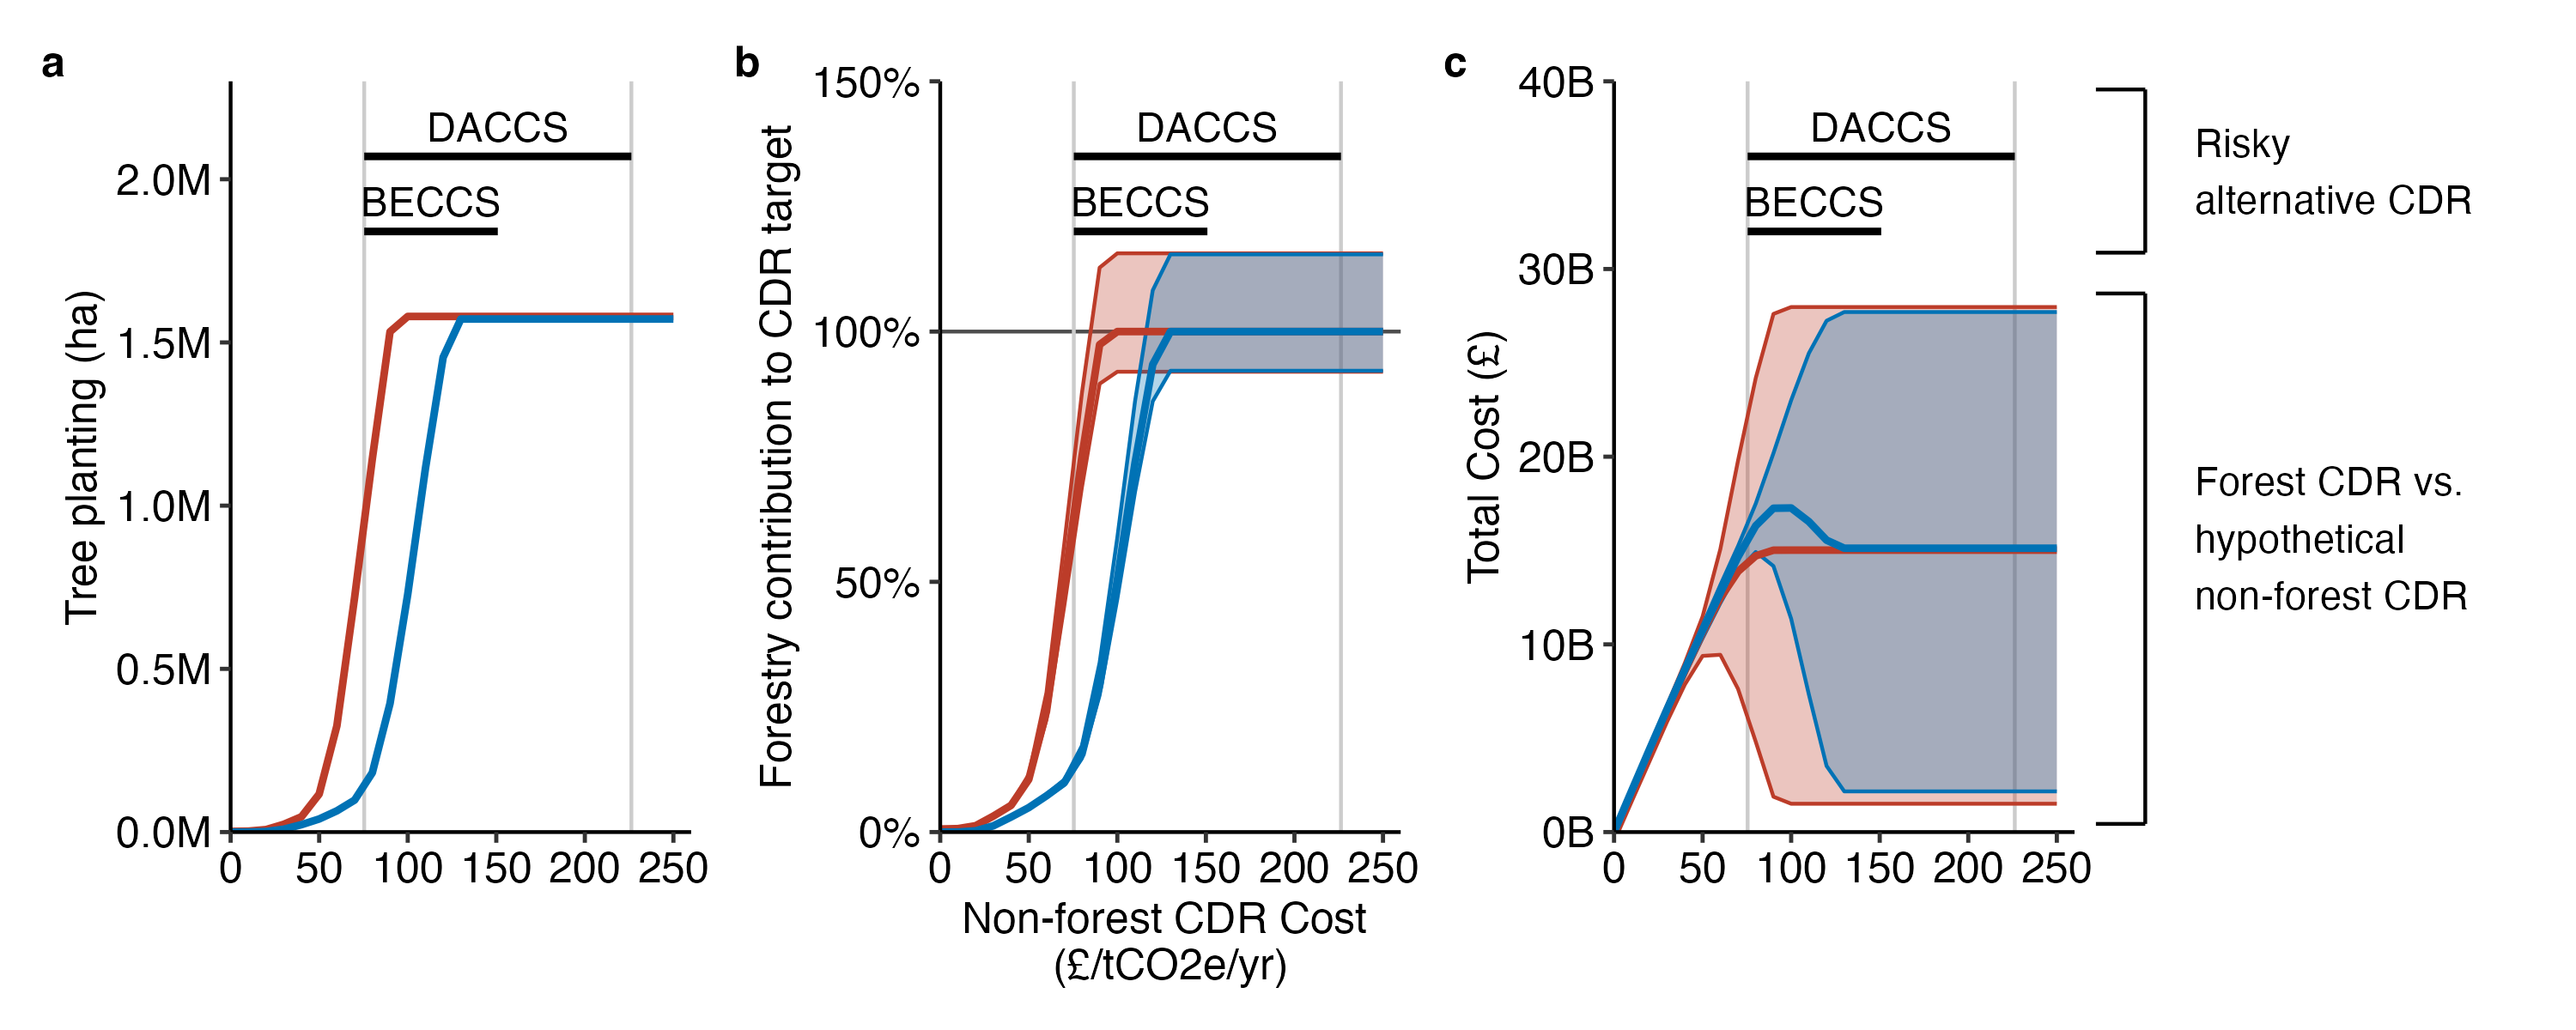 a
Tree planting (ha)
2.0M
1.5M
1.0M
0.5M
0.0M
0 50 100 150 200 250
DACCS
BECCS
b
Forestry contribution to CDR target
150%
100%
50%
0%
0 50 100 150 200 250
DACCS
BECCS
Non-forest CDR Cost
(£/tCO2e/yr)
c
Total Cost (£)
40B
30B
20B
10B
0B
0 50 100 150 200 250
DACCS
BECCS
Risky
alternative CDR
Forest CDR vs.
hypothetical
non-forest CDR